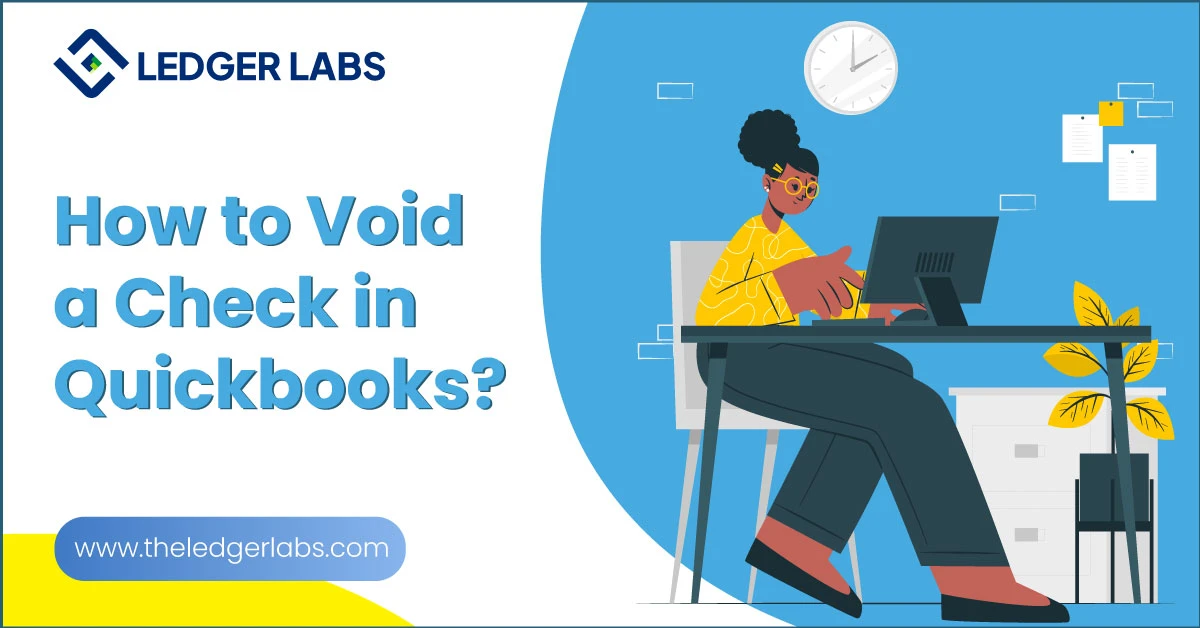 LEDGER LABS
How to Void
a Check in
Quickbooks?
www.theledgerlabs.com